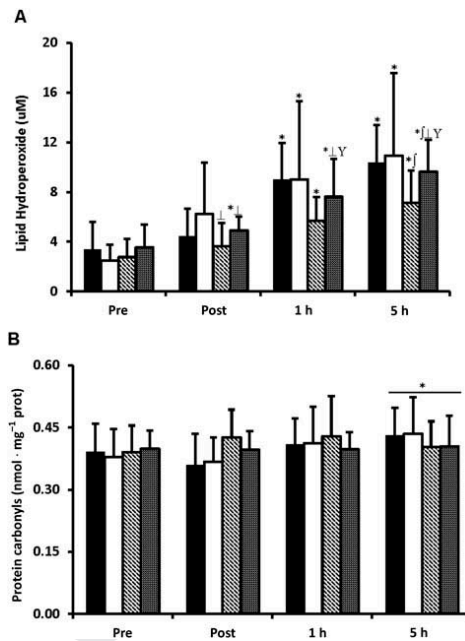 A
Lipid Hydroperoxide (uM)
20
16
12
8
4
0
* * * *⊥Y
* * *∫ *∫⊥Y
⊥ *⊥
Pre Post 1 h 5 h
B
Protein carbonyls (nmol · mg⁻¹ prot)
0.60
0.45
0.30
0.15
0.00
*
Pre Post 1 h 5 h